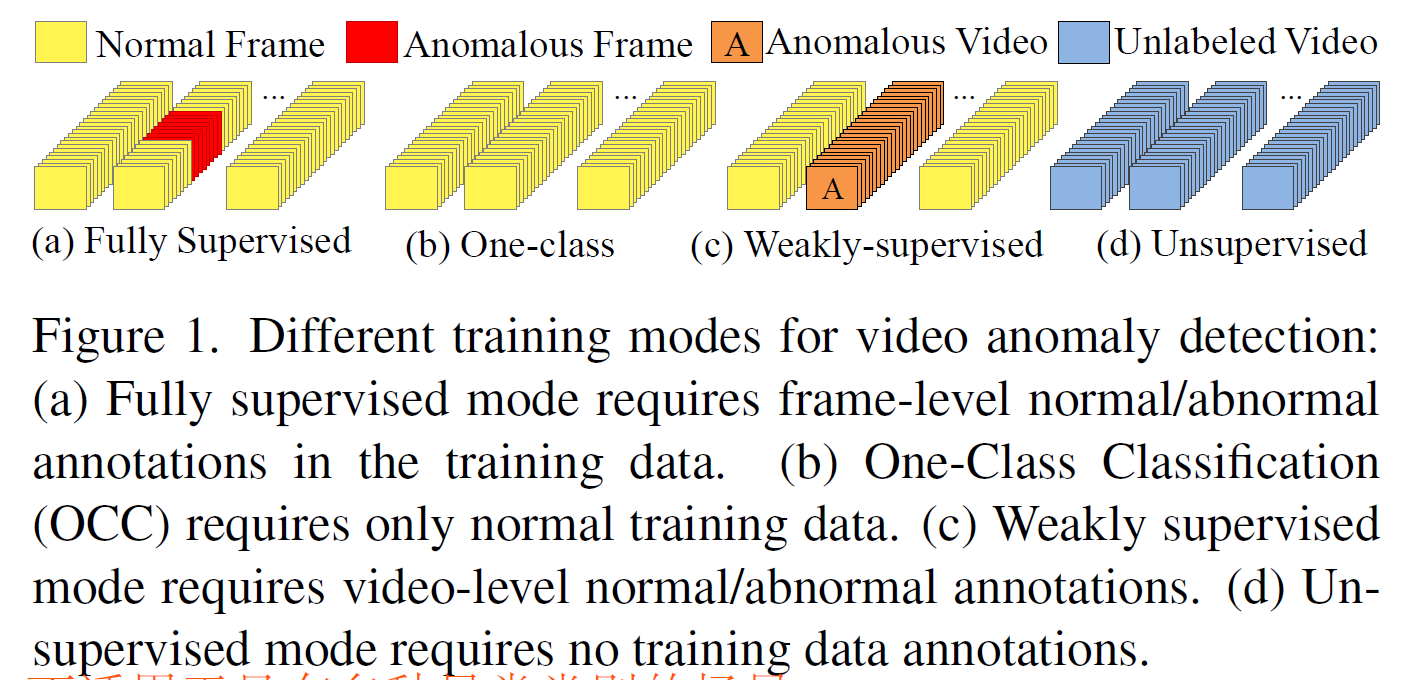 Normal Frame Anomalous Frame A Anomalous Video Unlabeled Video
... ... ... ...
A
(a) Fully Supervised (b) One-class (c) Weakly-supervised (d) Unsupervised
Figure 1. Different training modes for video anomaly detection:
(a) Fully supervised mode requires frame-level normal/abnormal
annotations in the training data. (b) One-Class Classification
(OCC) requires only normal training data. (c) Weakly supervised
mode requires video-level normal/abnormal annotations. (d) Un-
supervised mode requires no training data annotations.